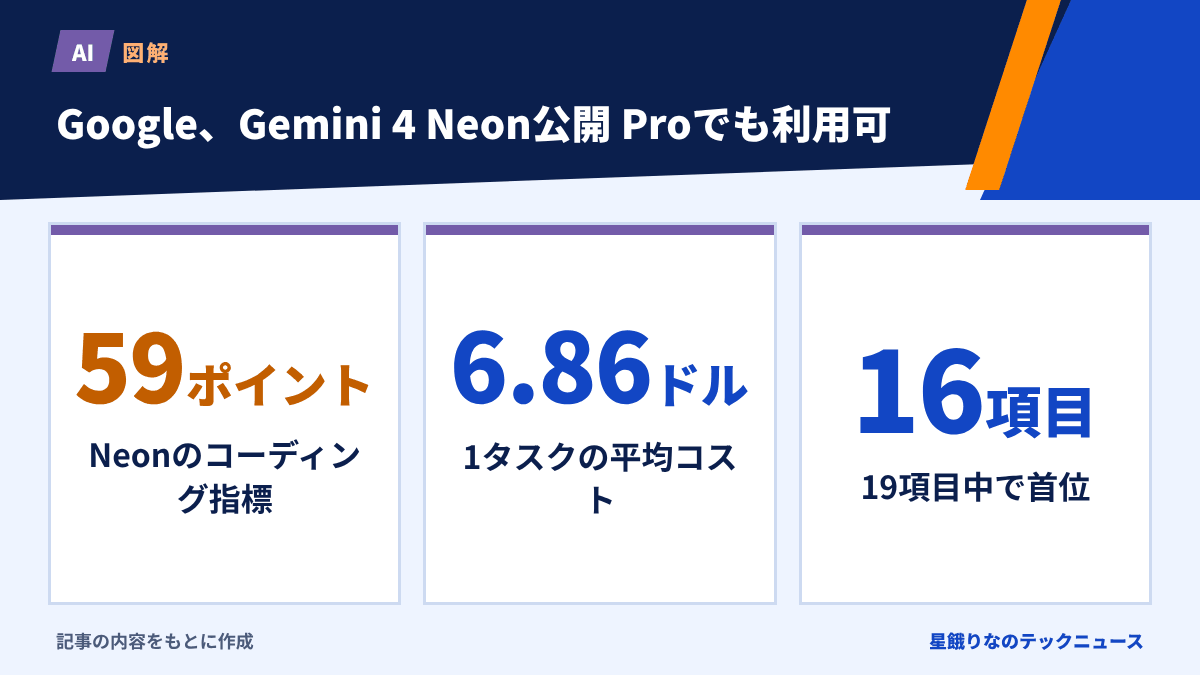 AI 図解
Google、Gemini 4 Neon公開 Proでも利用可
59ポイント
Neonのコーディン
グ指標
6.86ドル
1タスクの平均コス
ト
16項目
19項目中で首位
記事の内容をもとに作成
星餓りなのテックニュース